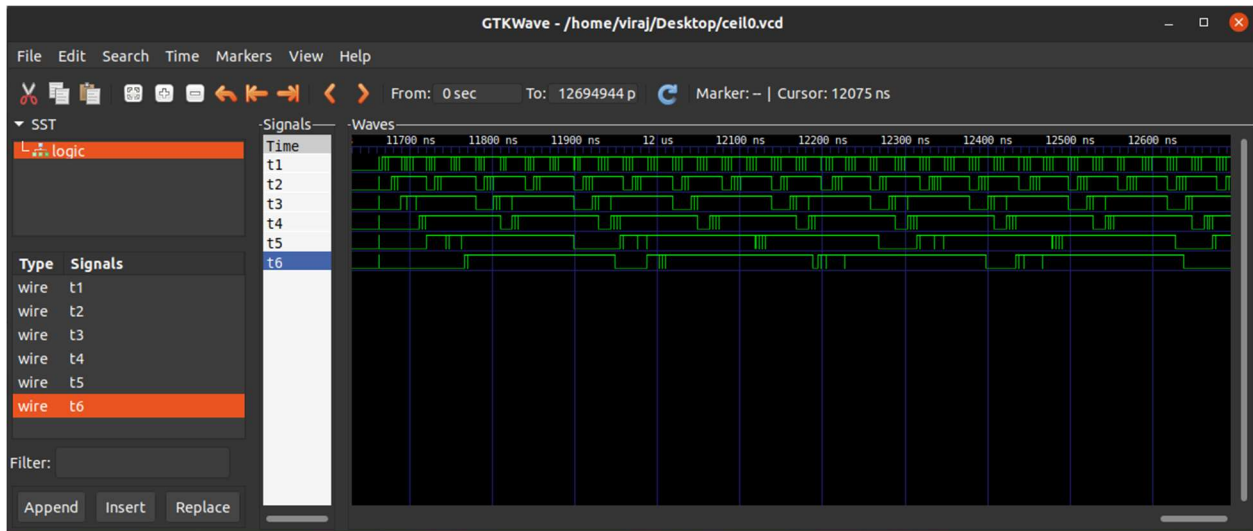 GTKWave - /home/viraj/Desktop/ceil0.vcd
File Edit Search Time Markers View Help
From: 0 sec To: 12694944 p Marker: -- | Cursor: 12075 ns
SST
logic
Type Signals
wire t1
wire t2
wire t3
wire t4
wire t5
wire t6
Filter:
Append Insert Replace
Signals
Time
t1
t2
t3
t4
t5
t6
Waves
11700 ns 11800 ns 11900 ns 12 us 12100 ns 12200 ns 12300 ns 12400 ns 12500 ns 12600 ns